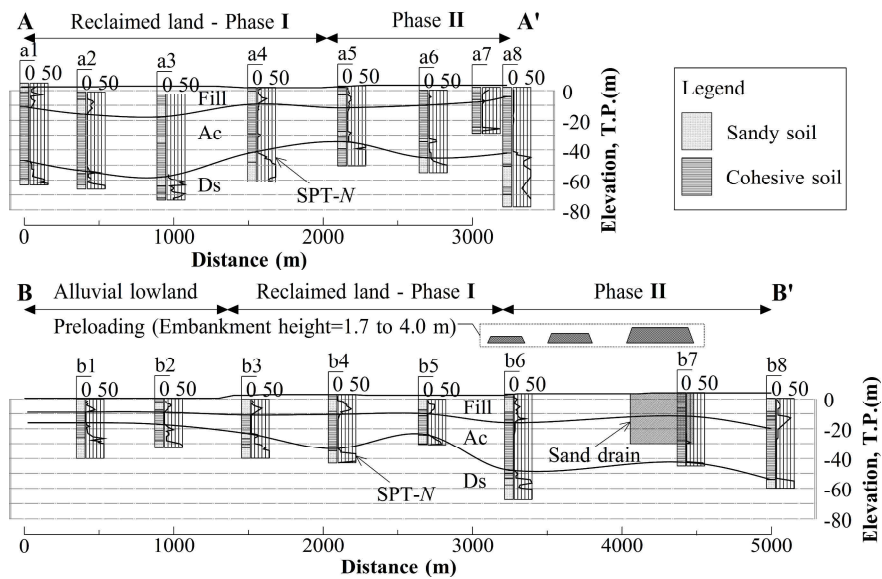 A A'
Reclaimed land - Phase I Phase II
a1 a2 a3 a4 a5 a6 a7 a8
0 50 0 50 0 50 0 50 0 50 0 50 0 50 0 50
Fill
Ac
Ds
SPT-N
0
-20
-40
-60
-80
Elevation, T.P.(m)
0 1000 2000 3000
Distance (m)
Legend
Sandy soil
Cohesive soil
B B'
Alluvial lowland Reclaimed land - Phase I Phase II
Preloading (Embankment height=1.7 to 4.0 m)
b1 b2 b3 b4 b5 b6 b7 b8
0 50 0 50 0 50 0 50 0 50 0 50 0 50 0 50
Fill
Ac
Sand drain
Ds
SPT-N
0
-20
-40
-60
-80
Elevation, T.P.(m)
0 1000 2000 3000 4000 5000
Distance (m)